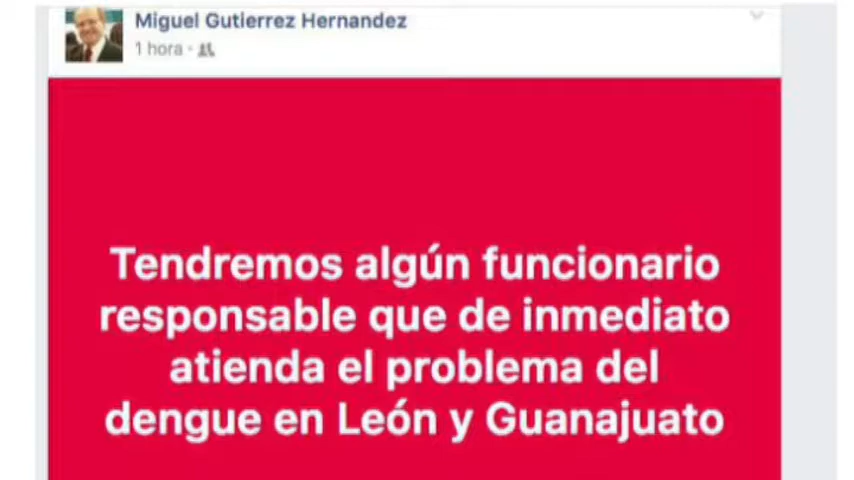 Miguel Gutierrez Hernandez
1 hora ·
Tendremos algún funcionario
responsable que de inmediato
atienda el problema del
dengue en León y Guanajuato